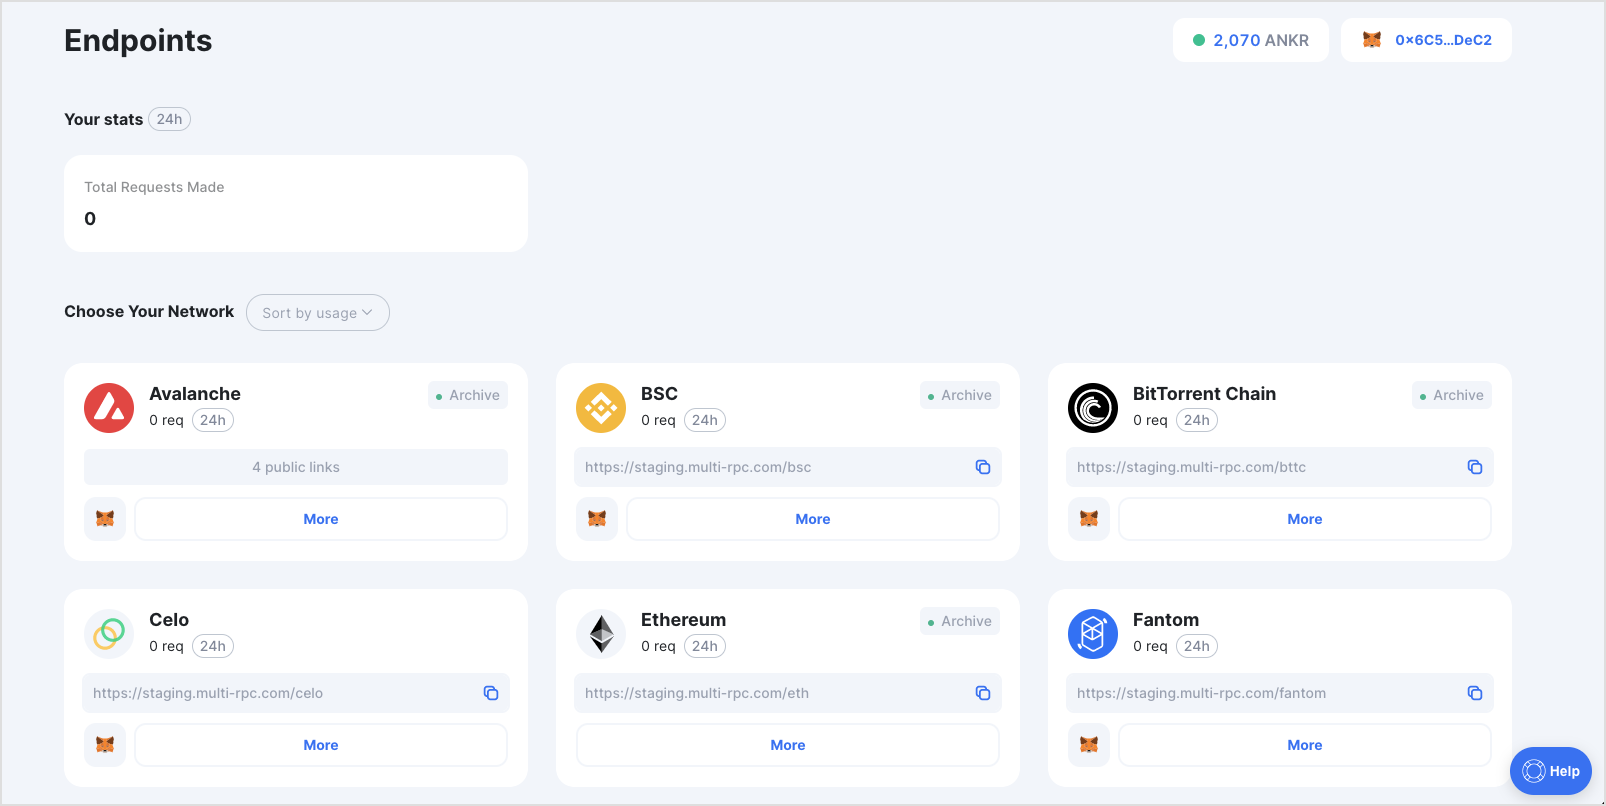 Endpoints
2,070 ANKR
0×6C5...DeC2
Your stats 24h
Total Requests Made
0
Choose Your Network Sort by usage
Avalanche
Archive
0 req 24h
4 public links
More
BSC
Archive
0 req 24h
https://staging.multi-rpc.com/bsc
More
BitTorrent Chain
Archive
0 req 24h
https://staging.multi-rpc.com/bttc
More
Celo
0 req 24h
https://staging.multi-rpc.com/celo
More
Ethereum
Archive
0 req 24h
https://staging.multi-rpc.com/eth
More
Fantom
0 req 24h
https://staging.multi-rpc.com/fantom
More
Help